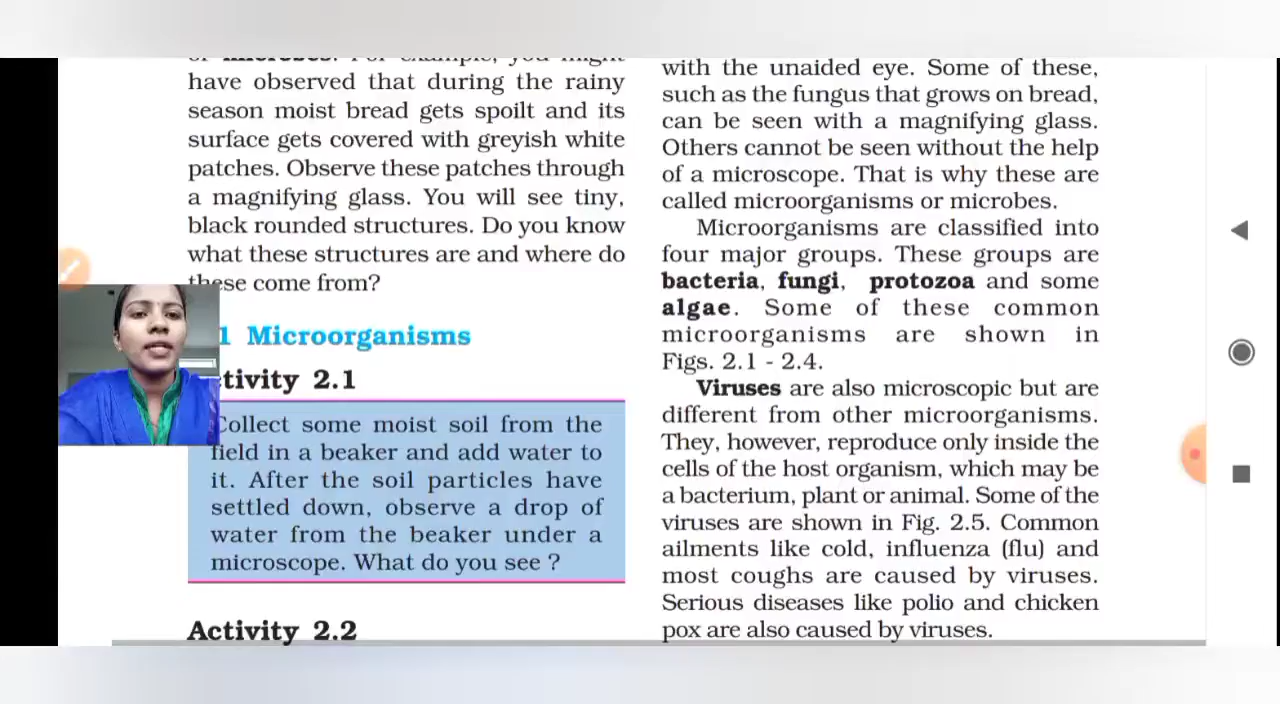 have observed that during the rainy
season moist bread gets spoilt and its
surface gets covered with greyish white
patches. Observe these patches through
a magnifying glass. You will see tiny,
black rounded structures. Do you know
what these structures are and where do
these come from?
1 Microorganisms
tivity 2.1
Collect some moist soil from the
field in a beaker and add water to
it. After the soil particles have
settled down, observe a drop of
water from the beaker under a
microscope. What do you see ?
Activity 2.2
with the unaided eye. Some of these,
such as the fungus that grows on bread,
can be seen with a magnifying glass.
Others cannot be seen without the help
of a microscope. That is why these are
called microorganisms or microbes.
Microorganisms are classified into
four major groups. These groups are
bacteria, fungi, protozoa and some
algae. Some of these common
microorganisms are shown in
Figs. 2.1 - 2.4.
Viruses are also microscopic but are
different from other microorganisms.
They, however, reproduce only inside the
cells of the host organism, which may be
a bacterium, plant or animal. Some of the
viruses are shown in Fig. 2.5. Common
ailments like cold, influenza (flu) and
most coughs are caused by viruses.
Serious diseases like polio and chicken
pox are also caused by viruses.